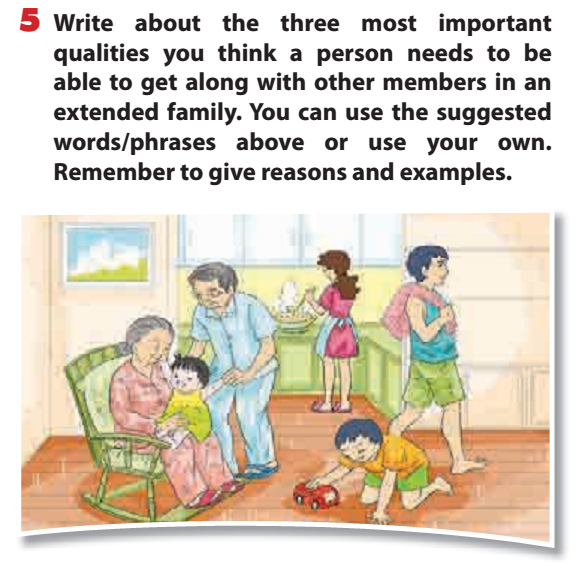 5 Write about the three most important
qualities you think a person needs to be
able to get along with other members in an
extended family. You can use the suggested
words/phrases above or use your own.
Remember to give reasons and examples.